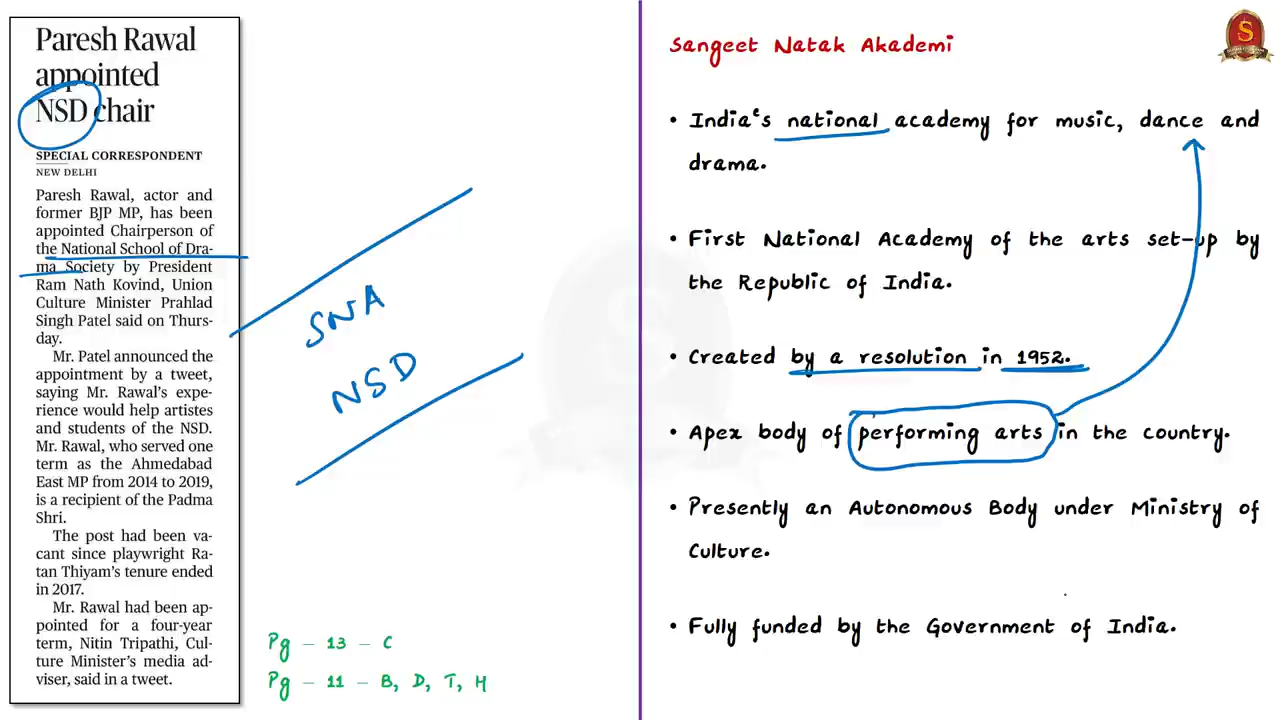 Paresh Rawal
appointed
NSD chair
SPECIAL CORRESPONDENT
NEW DELHI
Paresh Rawal, actor and
former BJP MP, has been
appointed Chairperson of
the National School of Dra-
ma Society by President
Ram Nath Kovind, Union
Culture Minister Prahlad
Singh Patel said on Thurs-
day.
Mr. Patel announced the
appointment by a tweet,
saying Mr. Rawal's expe-
rience would help artistes
and students of the NSD.
Mr. Rawal, who served one
term as the Ahmedabad
East MP from 2014 to 2019,
is a recipient of the Padma
Shri.
The post had been va-
cant since playwright Ra-
tan Thiyam's tenure ended
in 2017.
Mr. Rawal had been ap-
pointed for a four-year
term, Nitin Tripathi, Cul-
ture Minister's media ad-
viser, said in a tweet.
SNA
NSD
Pg - 13 - C
Pg - 11 - B, D, T, H
Sangeet Natak Akademi
• India's national academy for music, dance and
drama.
• First National Academy of the arts set-up by
the Republic of India.
• Created by a resolution in 1952.
• Apex body of performing arts in the country.
• Presently an Autonomous Body under Ministry of
Culture.
• Fully funded by the Government of India.
S